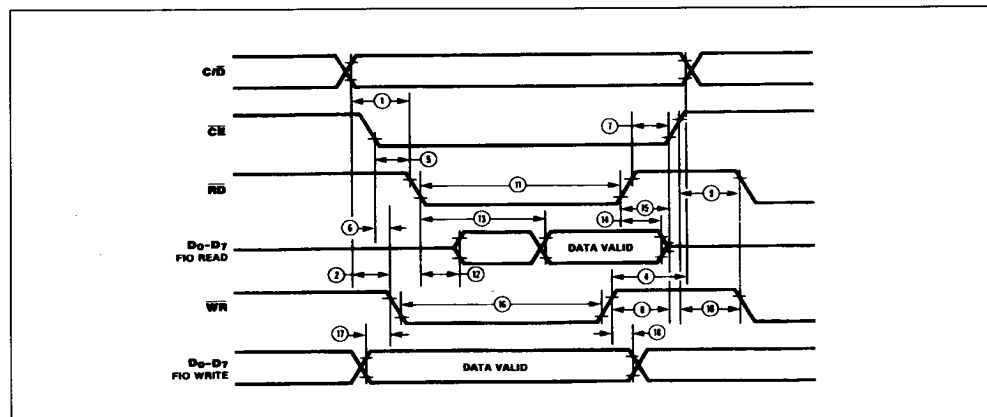 C/D̅
1
C̅E̅
7
5
R̅D̅
11
9
13
15
14
6
D₀-D₇
FIO READ
DATA VALID
2
12
4
W̅R̅
16
8
10
17
18
D₀-D₇
FIO WRITE
DATA VALID